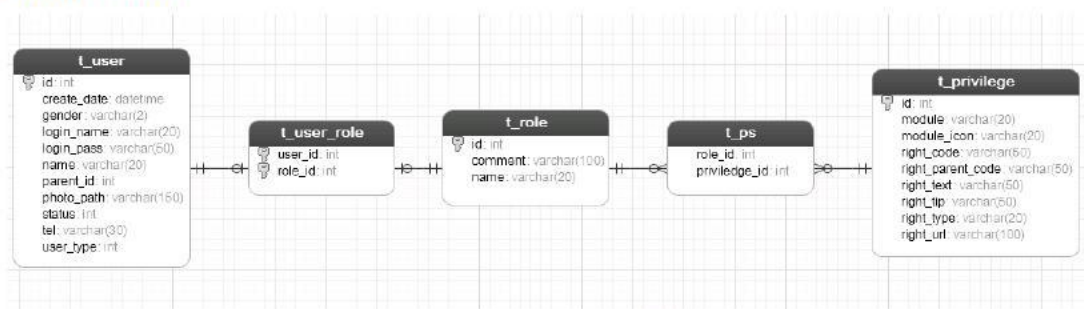 t_user
id: int
create_date: datetime
gender: varchar(2)
login_name: varchar(20)
login_pass: varchar(50)
name: varchar(20)
parent_id: int
photo_path: varchar(150)
status: int
tel: varchar(30)
user_type: int
t_user_role
user_id: int
role_id: int
t_role
id: int
comment: varchar(100)
name: varchar(20)
t_ps
role_id: int
priviledge_id: int
t_privilege
id: int
module: varchar(20)
module_icon: varchar(20)
right_code: varchar(50)
right_parent_code: varchar(50)
right_text: varchar(50)
right_tip: varchar(50)
right_type: varchar(20)
right_url: varchar(100)